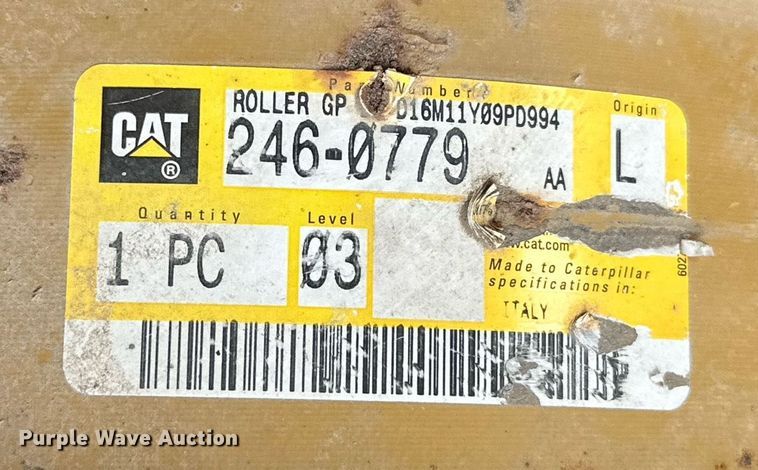 Part Number:
ROLLER GP D16M11Y09PD994
Origin
CAT
®
246-0779
AA
L
Quantity
Level
1 PC
03
www.cat.com
Made to Caterpillar
specifications in:
ITALY
Purple Wave Auction